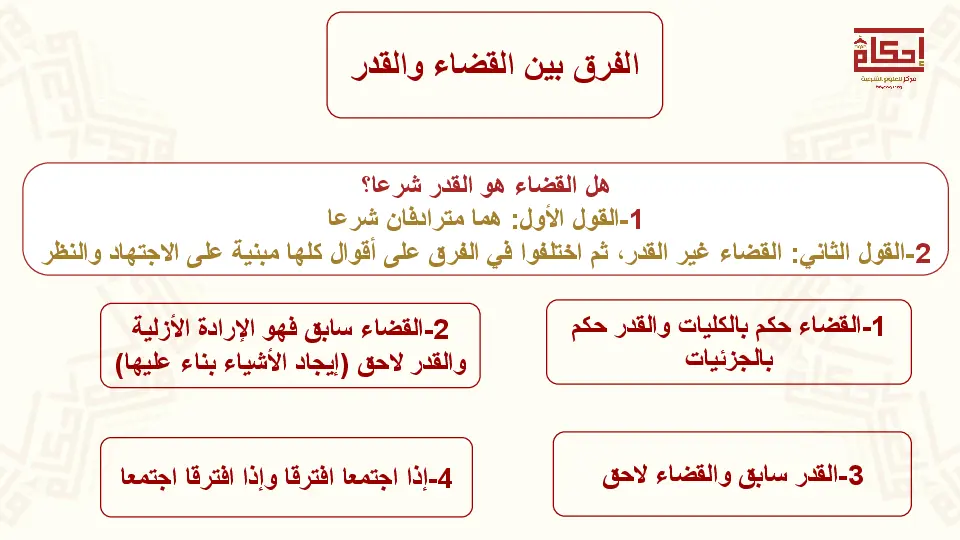 إحكام
مركز للعلوم الشرعية
الفرق بين القضاء والقدر
هل القضاء هو القدر شرعا؟
1-القول الأول: هما مترادفان شرعا
2-القول الثاني: القضاء غير القدر، ثم اختلفوا في الفرق على أقوال كلها مبنية على الاجتهاد والنظر
1-القضاء حكم بالكليات والقدر حكم
بالجزئيات
2-القضاء سابق فهو الإرادة الأزلية
والقدر لاحق (إيجاد الأشياء بناء عليها)
3-القدر سابق والقضاء لاحق
4-إذا اجتمعا افترقا وإذا افترقا اجتمعا